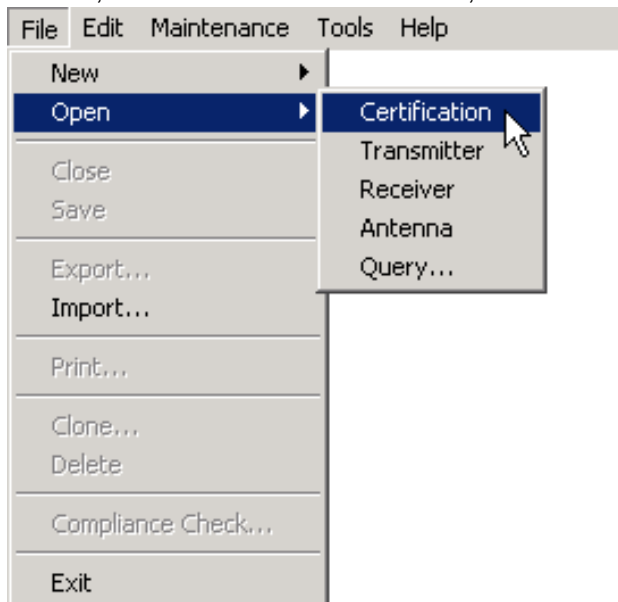 File Edit Maintenance Tools Help
New
Open
Certification
Transmitter
Receiver
Antenna
Query...
Close
Save
Export...
Import...
Print...
Clone...
Delete
Compliance Check...
Exit